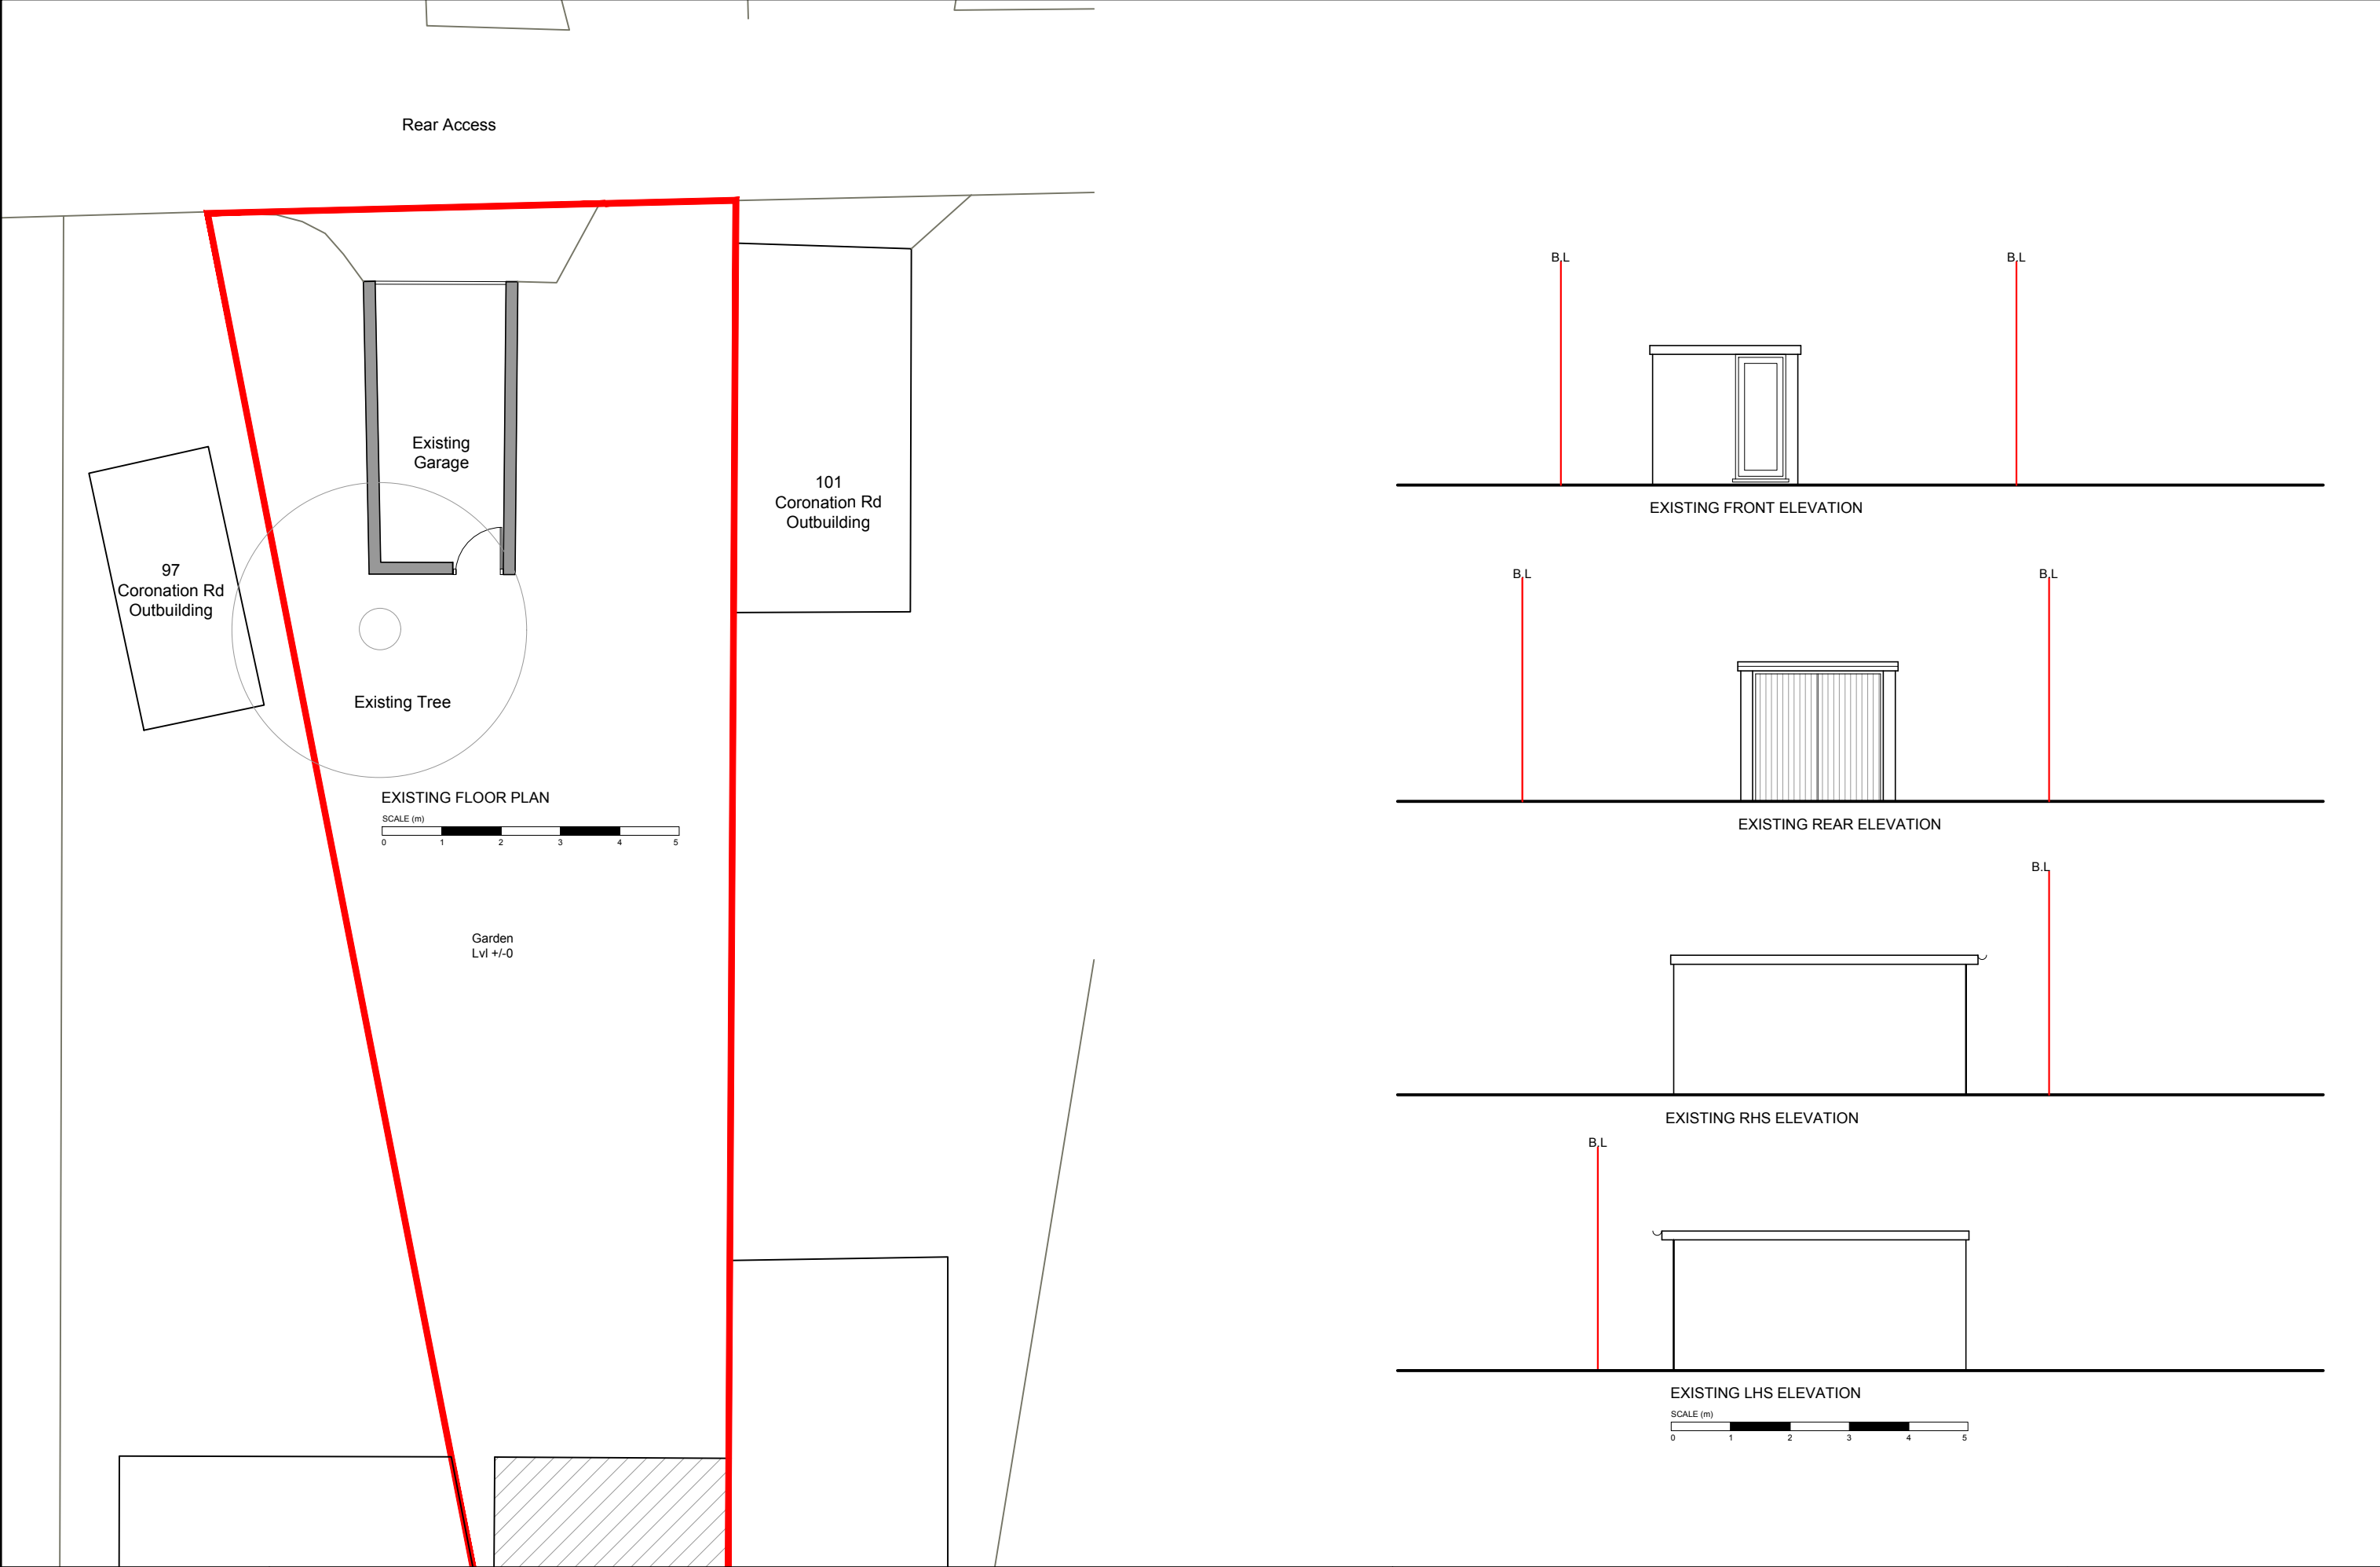 Rear Access
Existing
Garage
101
Coronation Rd
Outbuilding
97
Coronation Rd
Outbuilding
Existing Tree
EXISTING FLOOR PLAN
SCALE (m)
0 1 2 3 4 5
Garden
Lvl +/-0
B.L B.L
EXISTING FRONT ELEVATION
B.L B.L
EXISTING REAR ELEVATION
B.L
EXISTING RHS ELEVATION
B.L
EXISTING LHS ELEVATION
SCALE (m)
0 1 2 3 4 5